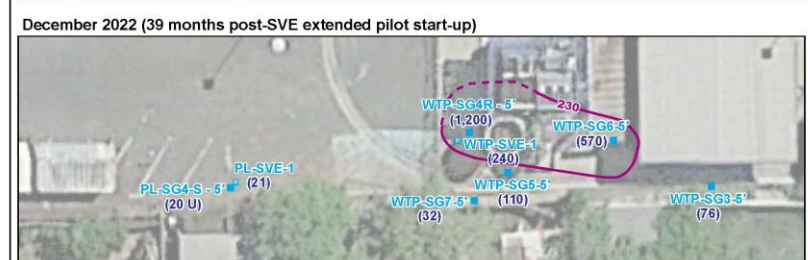 December 2022 (39 months post-SVE extended pilot start-up)
230
WTP-SG4R - 5'
(1,200)
WTP-SG6-5'
(570)
WTP-SVE-1
(240)
PL-SVE-1
(21)
PL-SG4-S - 5'
(20 U)
WTP-SG5-5'
(110)
WTP-SG7-5'
(32)
WTP-SG3-5'
(76)